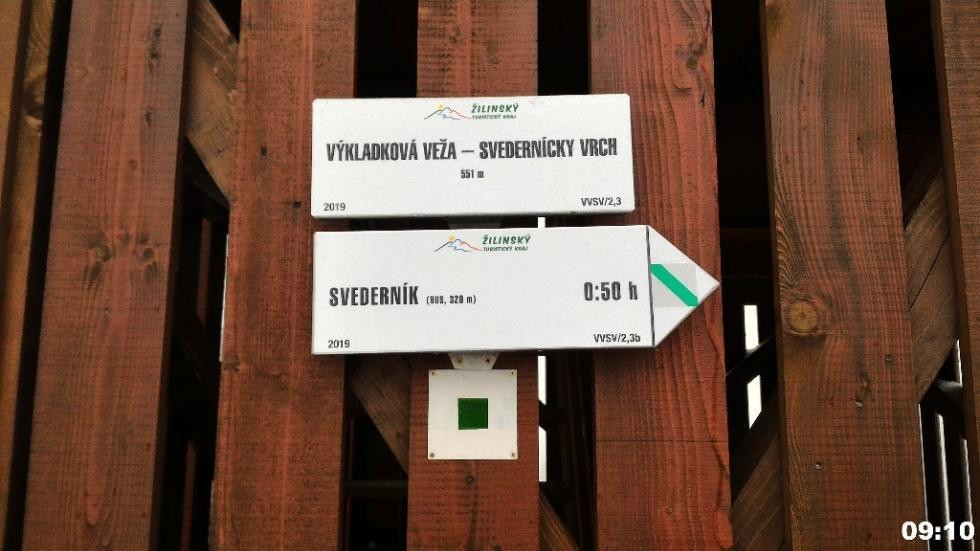 ŽILINSKÝ
TURISTICKÝ KRAJ
VÝKLADKOVÁ VEŽA – SVEDERNÍCKY VRCH
551 m
2019 VVSV/2,3
ŽILINSKÝ
TURISTICKÝ KRAJ
SVEDERNÍK (BUS, 328 m) 0:50 h
2019 VVSV/2,3b
09:10